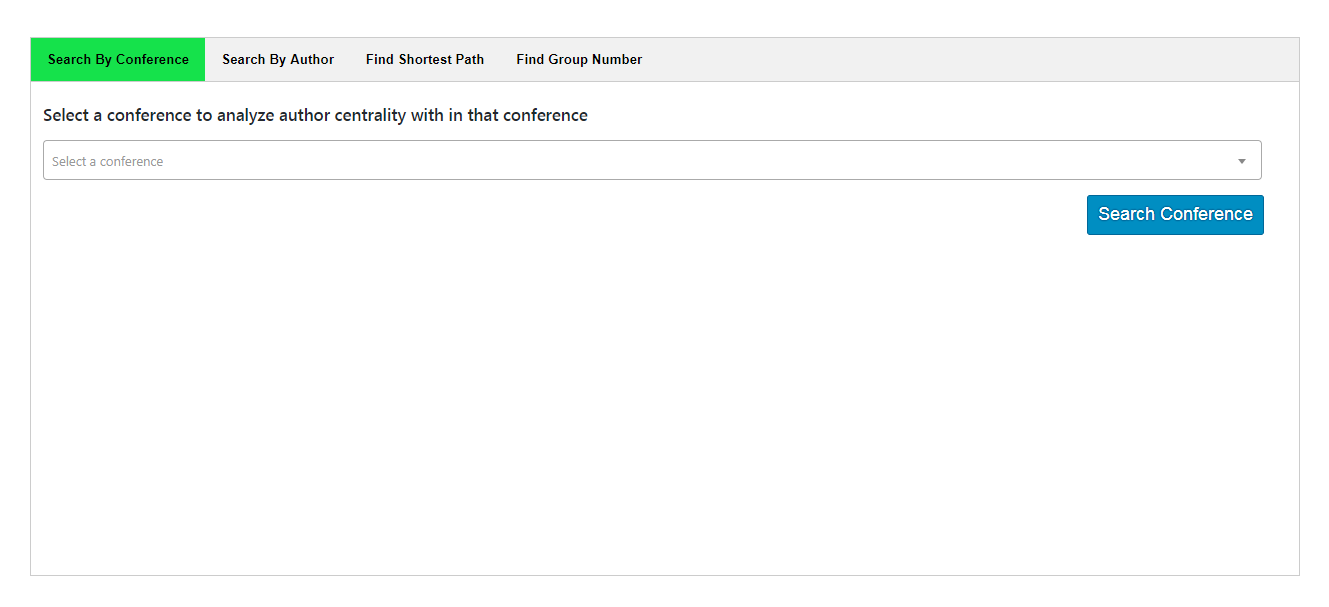 Search By Conference Search By Author Find Shortest Path Find Group Number
Select a conference to analyze author centrality with in that conference
Select a conference
Search Conference